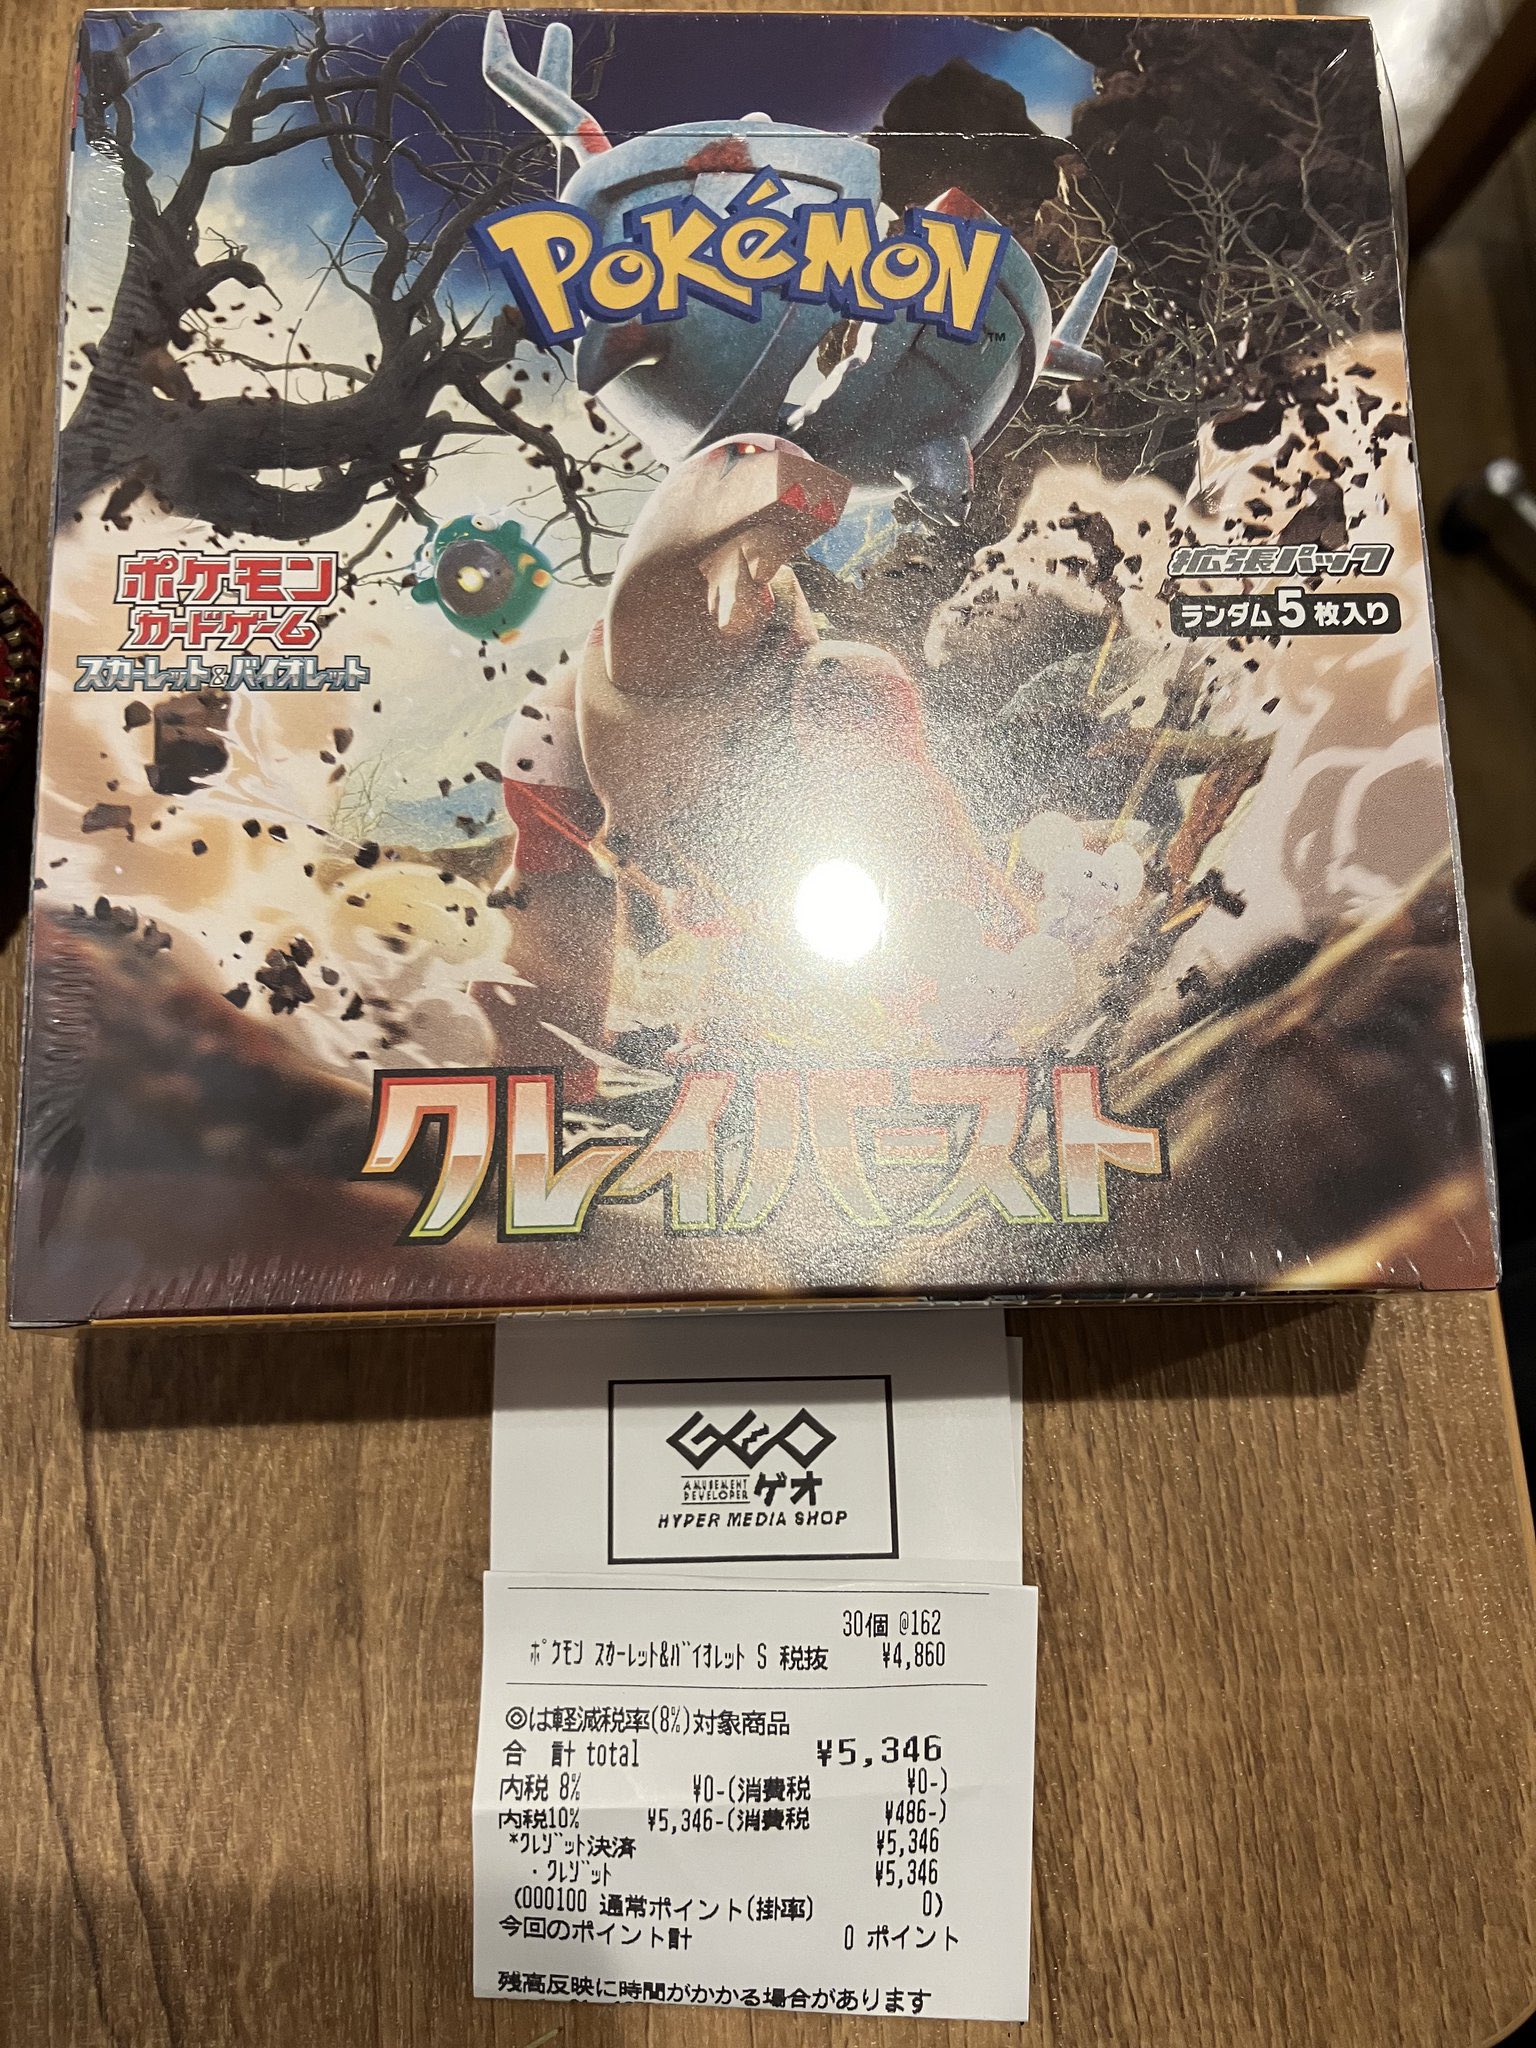 POKéMON
TM
ポケモン
カードゲーム
スカーレット&バイオレット
拡張パック
ランダム5枚入り
クレイバースト
GEO
AMUSEMENT
DEVELOPER ゲオ
HYPER MEDIA SHOP
30個 @162
ポケモン スカーレット&バイオレット S 税抜 ¥4,860
◎は軽減税率(8%)対象商品
合 計 total ¥5,346
内税 8% ¥0-(消費税 ¥0-)
内税10% ¥5,346-(消費税 ¥486-)
*クレジット決済 ¥5,346
・クレジット ¥5,346
(000100 通常ポイント(掛率) 0)
今回のポイント計 0 ポイント
残高反映に時間がかかる場合があります